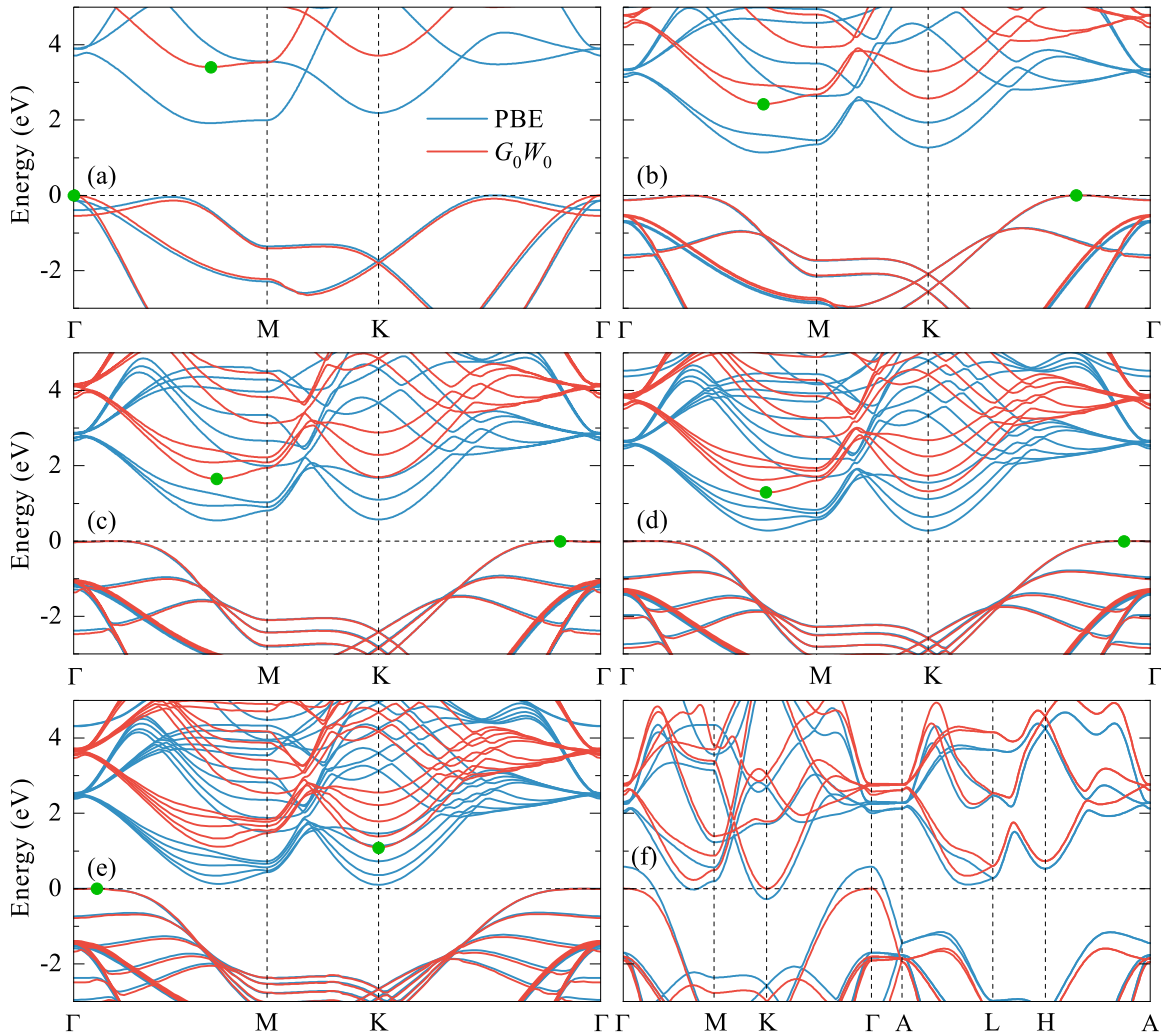 4
2
0
-2
Energy (eV)
PBE
G₀W₀
(a)
Γ M K Γ
(b)
Γ M K Γ
4
2
0
-2
Energy (eV)
(c)
Γ M K Γ
(d)
Γ M K Γ
4
2
0
-2
Energy (eV)
(e)
Γ M K Γ
(f)
Γ M K Γ A L H A